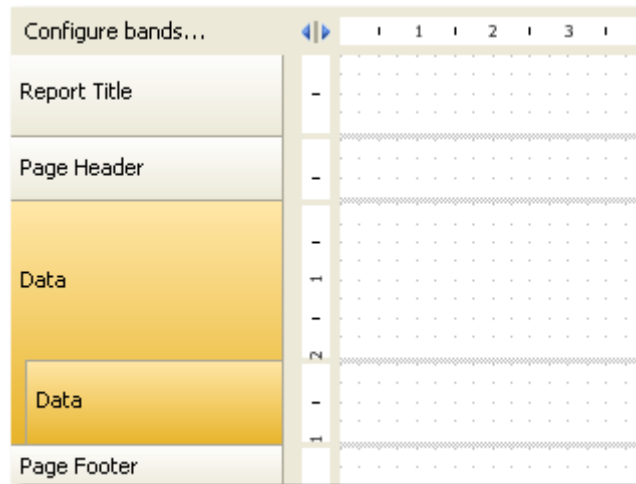 Configure bands...
1 2 3
Report Title
Page Header
Data
1
2
Data
1
Page Footer